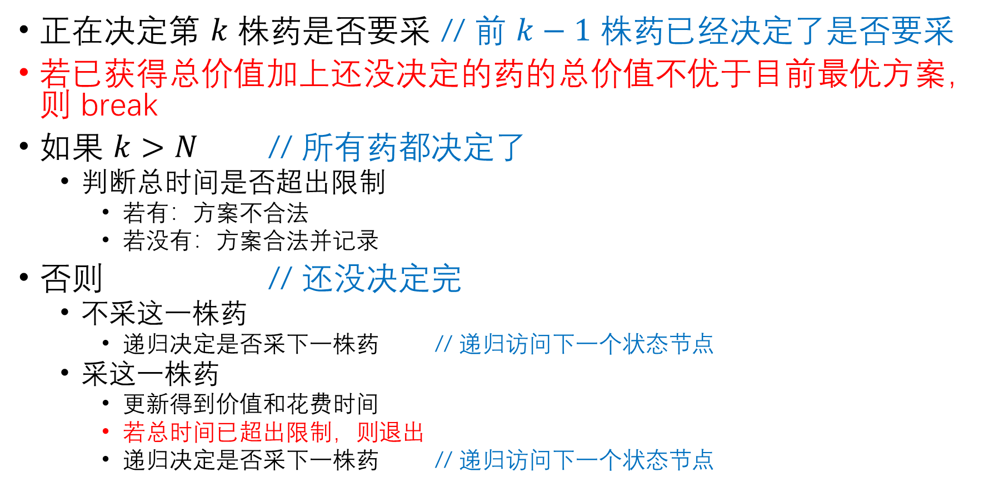 • 正在决定第 k 株药是否要采 // 前 k − 1 株药已经决定了是否要采
• 若已获得总价值加上还没决定的药的总价值不优于目前最优方案，
则 break
• 如果 k > N // 所有药都决定了
• 判断总时间是否超出限制
• 若有：方案不合法
• 若没有：方案合法并记录
• 否则 // 还没决定完
• 不采这一株药
• 递归决定是否采下一株药 // 递归访问下一个状态节点
• 采这一株药
• 更新得到价值和花费时间
• 若总时间已超出限制，则退出
• 递归决定是否采下一株药 // 递归访问下一个状态节点